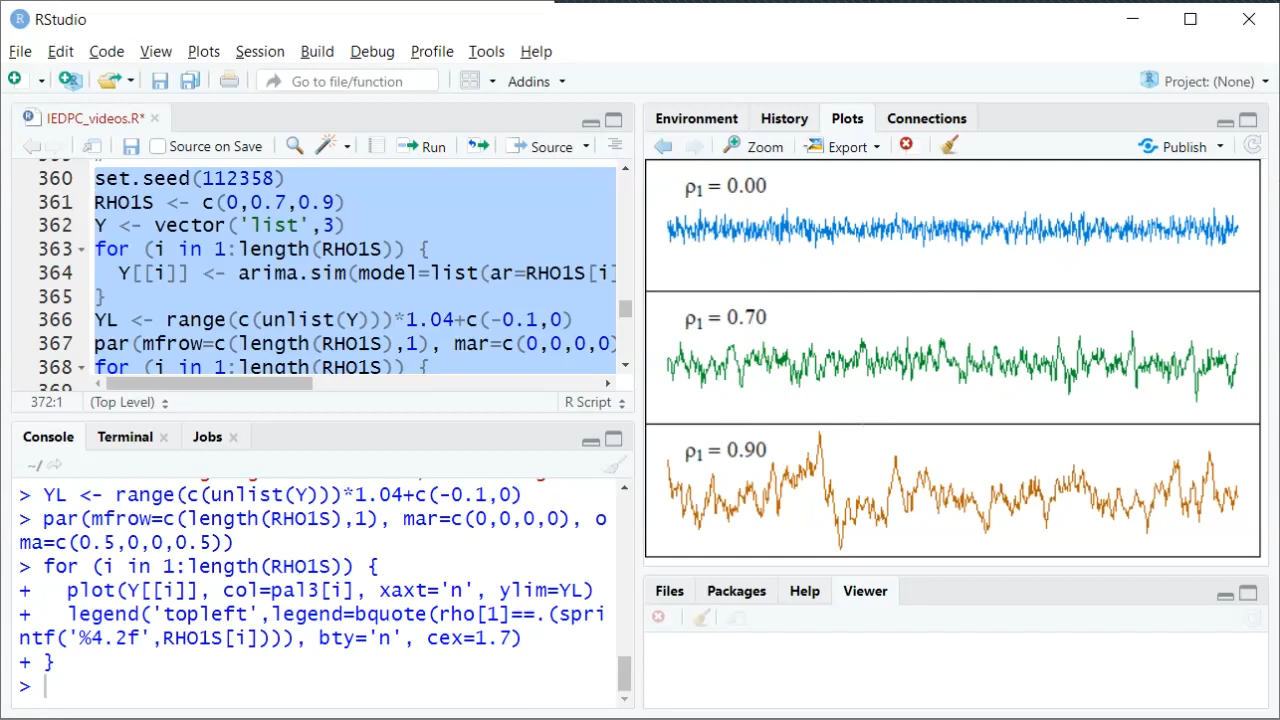 RStudio
File Edit Code View Plots Session Build Debug Profile Tools Help
Go to file/function Addins Project: (None)
IEDPC_videos.R*
Source on Save Run Source
360 set.seed(112358)
361 RHO1S <- c(0,0.7,0.9)
362 Y <- vector('list',3)
363 for (i in 1:length(RHO1S)) {
364 Y[[i]] <- arima.sim(model=list(ar=RHO1S[i]
365 }
366 YL <- range(c(unlist(Y)))*1.04+c(-0.1,0)
367 par(mfrow=c(length(RHO1S),1), mar=c(0,0,0,0)
368 for (i in 1:length(RHO1S)) {
369
372:1 (Top Level) R Script
Console Terminal Jobs
~/
> YL <- range(c(unlist(Y)))*1.04+c(-0.1,0)
> par(mfrow=c(length(RHO1S),1), mar=c(0,0,0,0), o
ma=c(0.5,0,0,0.5))
> for (i in 1:length(RHO1S)) {
+ plot(Y[[i]], col=pal3[i], xaxt='n', ylim=YL)
+ legend('topleft',legend=bquote(rho[1]==.(spri
ntf('%4.2f',RHO1S[i]))), bty='n', cex=1.7)
+ }
>
Environment History Plots Connections
Zoom Export Publish
ρ₁ = 0.00
ρ₁ = 0.70
ρ₁ = 0.90
Files Packages Help Viewer